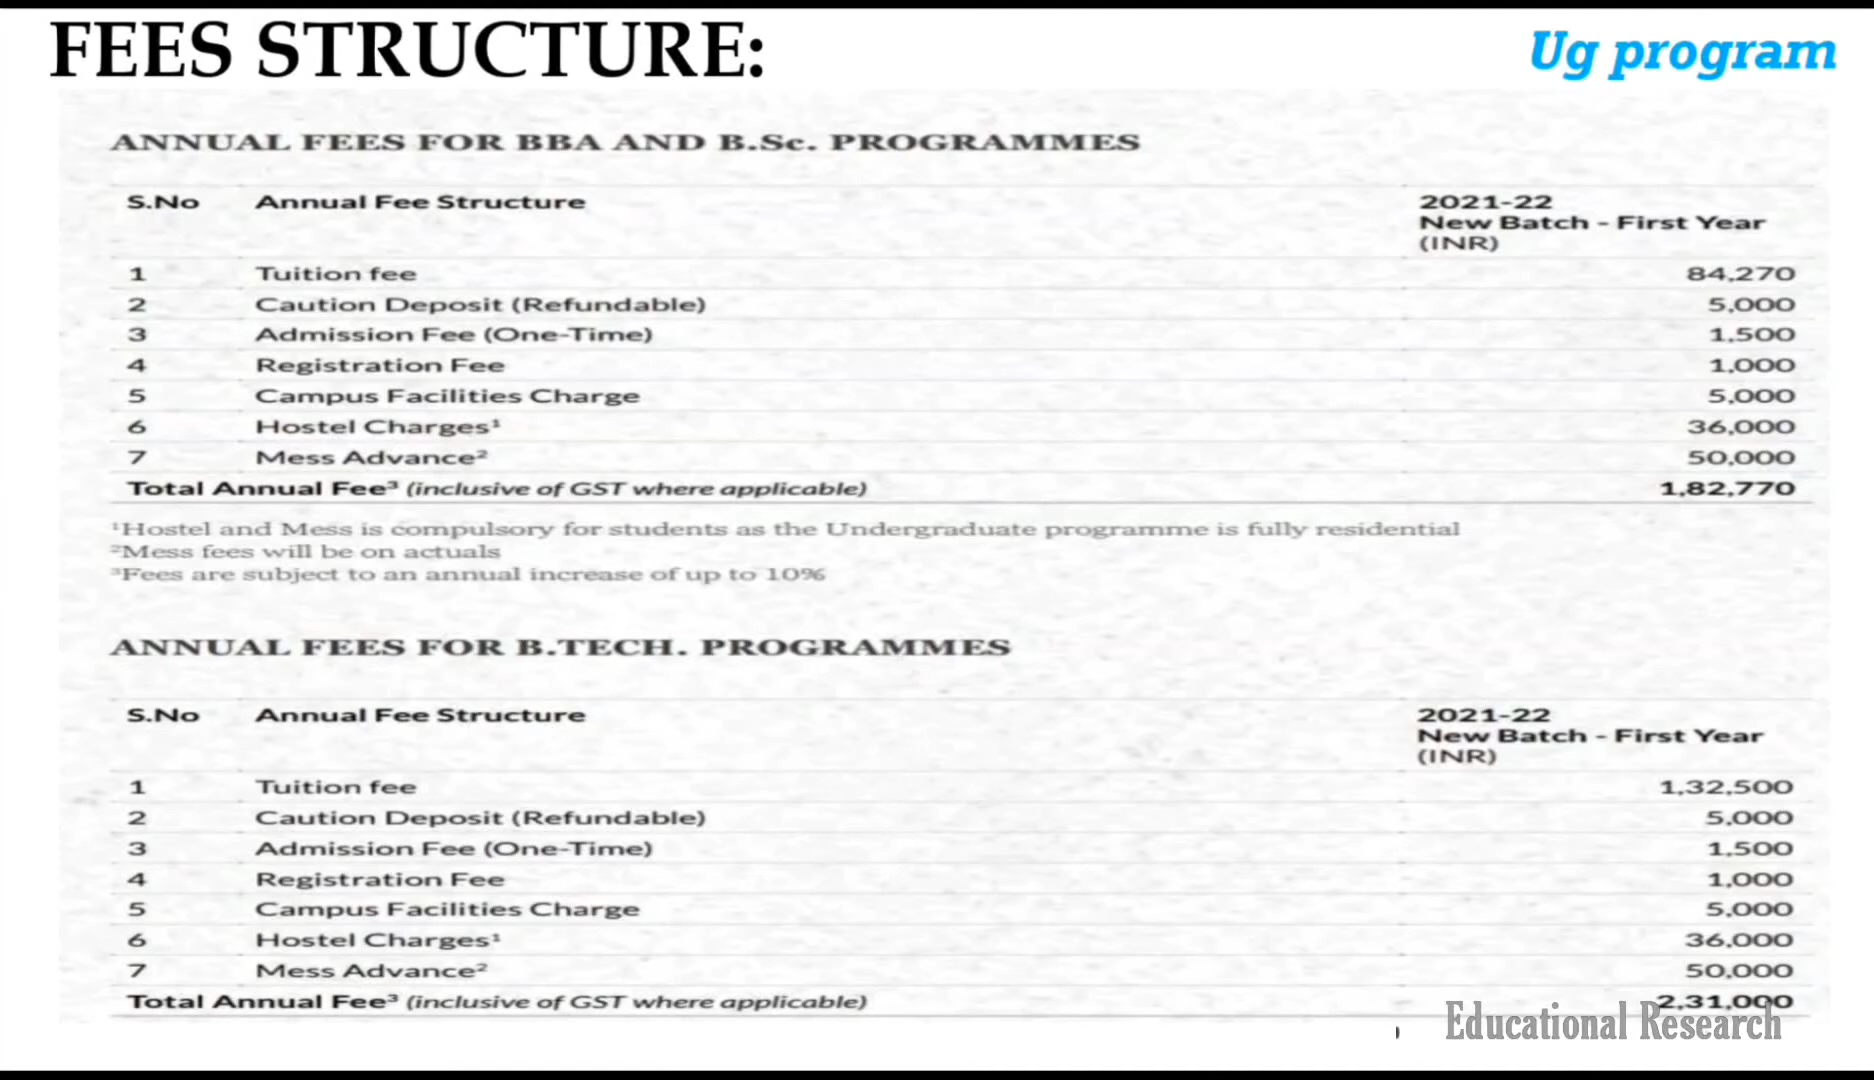 FEES STRUCTURE:
Ug program
ANNUAL FEES FOR BBA AND B.Sc. PROGRAMMES
S.No Annual Fee Structure 2021-22
New Batch - First Year
(INR)
1 Tuition fee 84,270
2 Caution Deposit (Refundable) 5,000
3 Admission Fee (One-Time) 1,500
4 Registration Fee 1,000
5 Campus Facilities Charge 5,000
6 Hostel Charges¹ 36,000
7 Mess Advance² 50,000
Total Annual Fee³ (inclusive of GST where applicable) 1,82,770
¹Hostel and Mess is compulsory for students as the Undergraduate programme is fully residential
²Mess fees will be on actuals
³Fees are subject to an annual increase of up to 10%
ANNUAL FEES FOR B.TECH. PROGRAMMES
S.No Annual Fee Structure 2021-22
New Batch - First Year
(INR)
1 Tuition fee 1,32,500
2 Caution Deposit (Refundable) 5,000
3 Admission Fee (One-Time) 1,500
4 Registration Fee 1,000
5 Campus Facilities Charge 5,000
6 Hostel Charges¹ 36,000
7 Mess Advance² 50,000
Total Annual Fee³ (inclusive of GST where applicable) 2,31,000
Educational Research